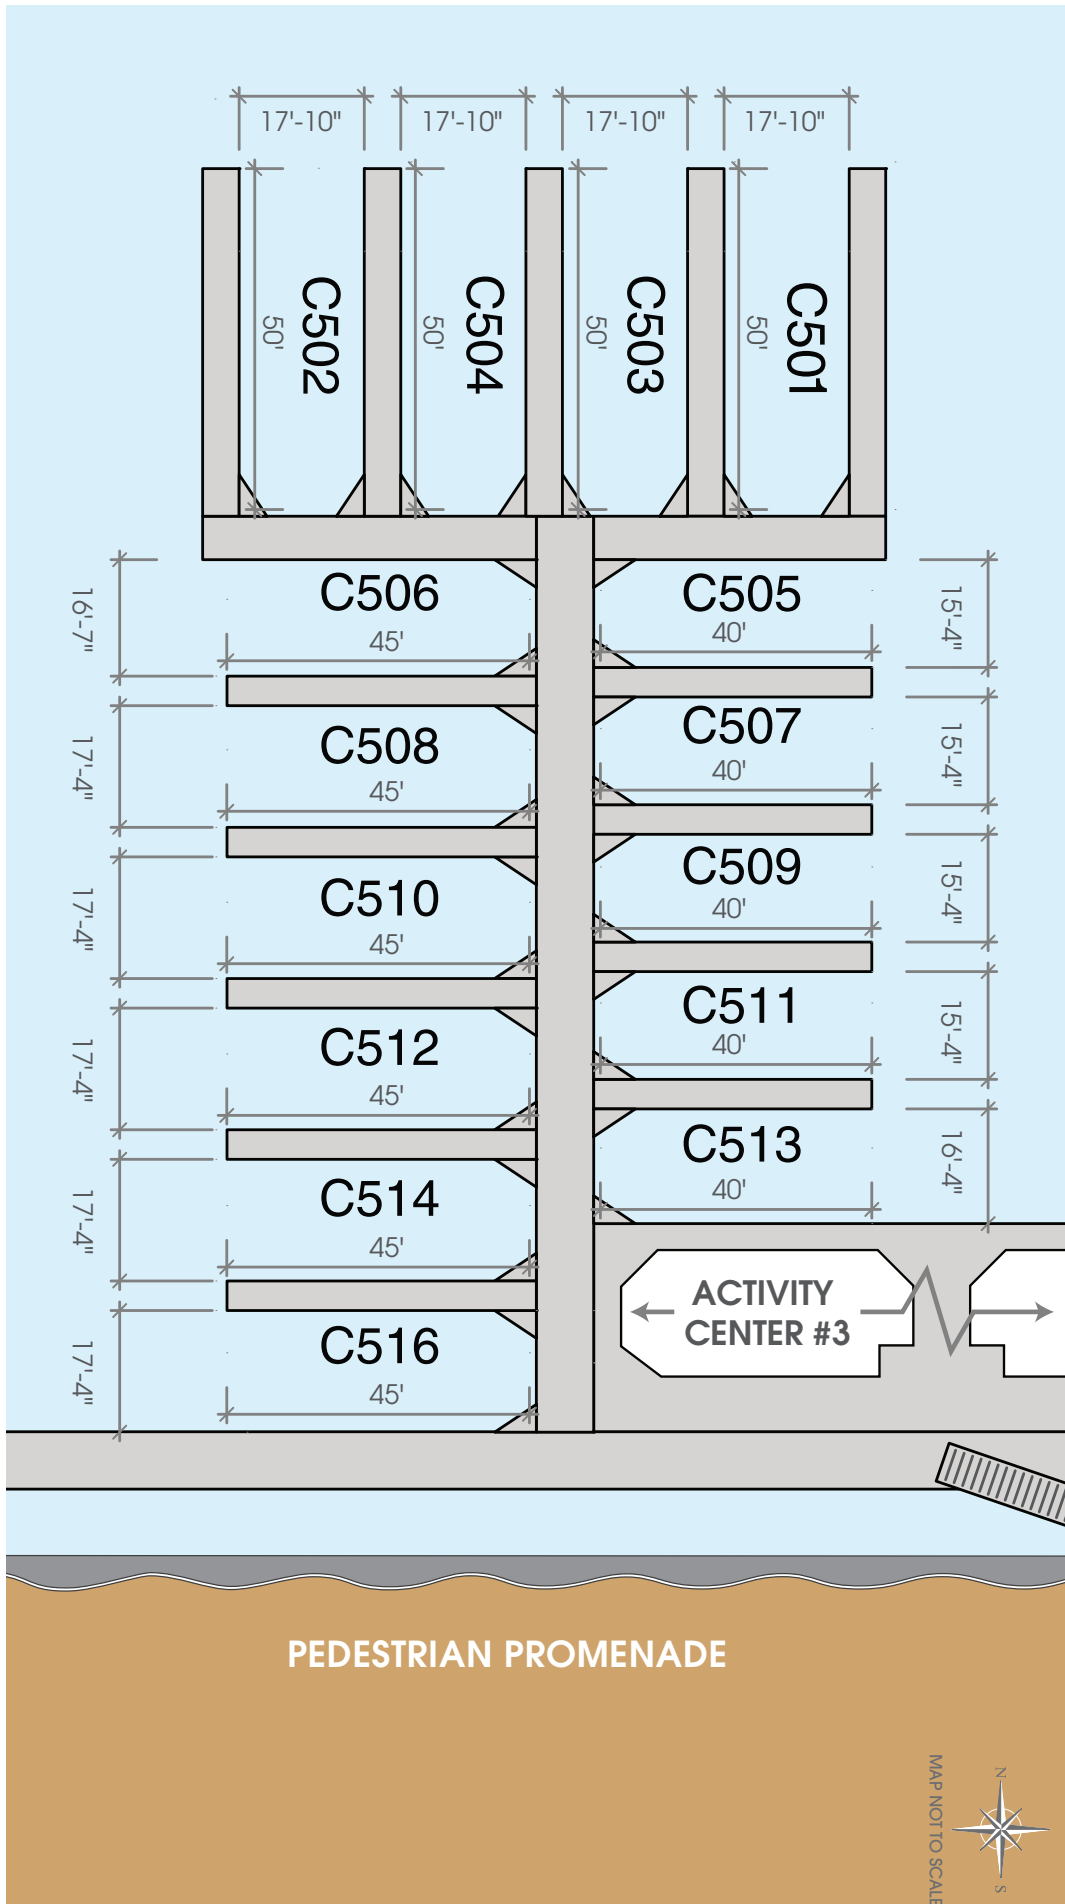 17'-10" 17'-10" 17'-10" 17'-10"
C502 C504 C503 C501
50' 50' 50' 50'
C506 C505
16'-7" 45' 40' 15'-4"
C508 C507
17'-4" 45' 40' 15'-4"
C510 C509
17'-4" 45' 40' 15'-4"
C512 C511
17'-4" 45' 40' 15'-4"
C514 C513
17'-4" 45' 40' 16'-4"
C516
17'-4" 45'
ACTIVITY
CENTER #3
PEDESTRIAN PROMENADE
N
S
MAP NOT TO SCALE